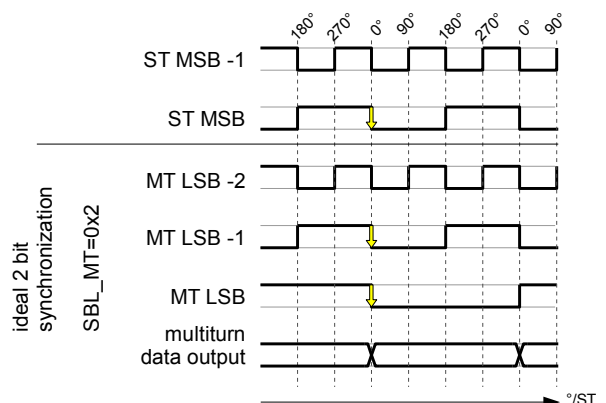 180° 270° 0° 90° 180° 270° 0° 90°
ST MSB -1
ST MSB
ideal 2 bit
synchronization
SBL_MT=0x2
MT LSB -2
MT LSB -1
MT LSB
multiturn
data output
°/ST